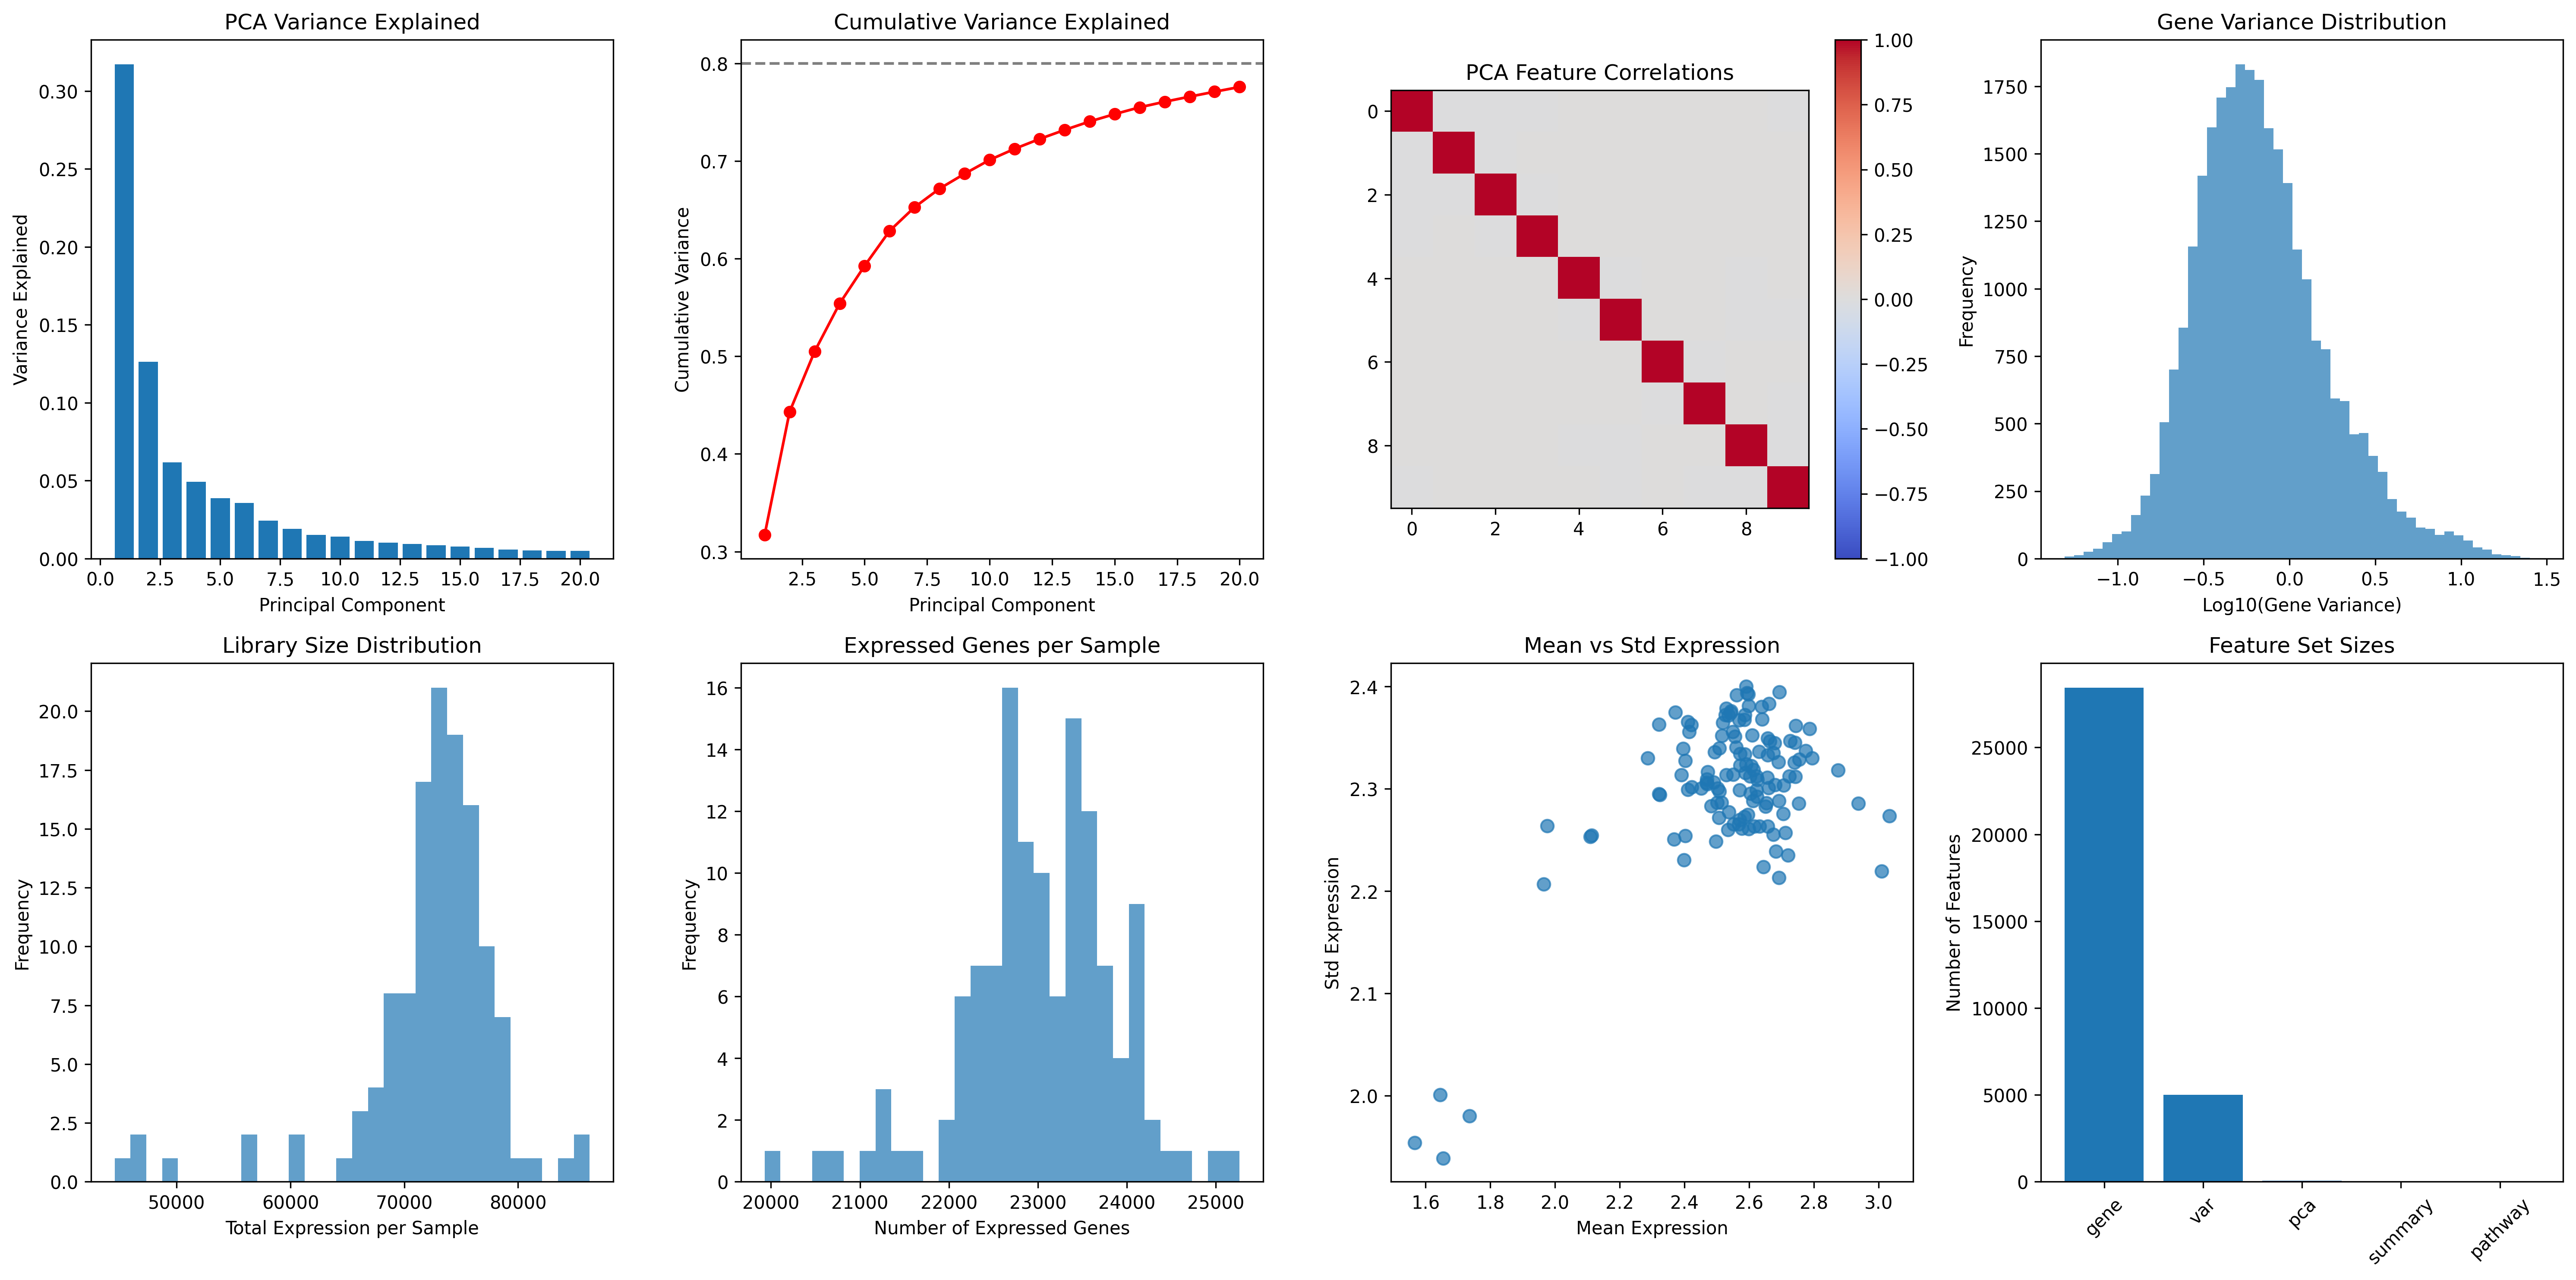 PCA Variance Explained
Variance Explained
0.30
0.25
0.20
0.15
0.10
0.05
0.00
0.0 2.5 5.0 7.5 10.0 12.5 15.0 17.5 20.0
Principal Component
Cumulative Variance Explained
Cumulative Variance
0.8
0.7
0.6
0.5
0.4
0.3
2.5 5.0 7.5 10.0 12.5 15.0 17.5 20.0
Principal Component
PCA Feature Correlations
0
2
4
6
8
0 2 4 6 8
1.00
0.75
0.50
0.25
0.00
−0.25
−0.50
−0.75
−1.00
Gene Variance Distribution
Frequency
1750
1500
1250
1000
750
500
250
0
−1.0 −0.5 0.0 0.5 1.0 1.5
Log10(Gene Variance)
Library Size Distribution
Frequency
20.0
17.5
15.0
12.5
10.0
7.5
5.0
2.5
0.0
50000 60000 70000 80000
Total Expression per Sample
Expressed Genes per Sample
Frequency
16
14
12
10
8
6
4
2
0
20000 21000 22000 23000 24000 25000
Number of Expressed Genes
Mean vs Std Expression
Std Expression
2.4
2.3
2.2
2.1
2.0
1.6 1.8 2.0 2.2 2.4 2.6 2.8 3.0
Mean Expression
Feature Set Sizes
Number of Features
25000
20000
15000
10000
5000
0
gene var pca summary pathway